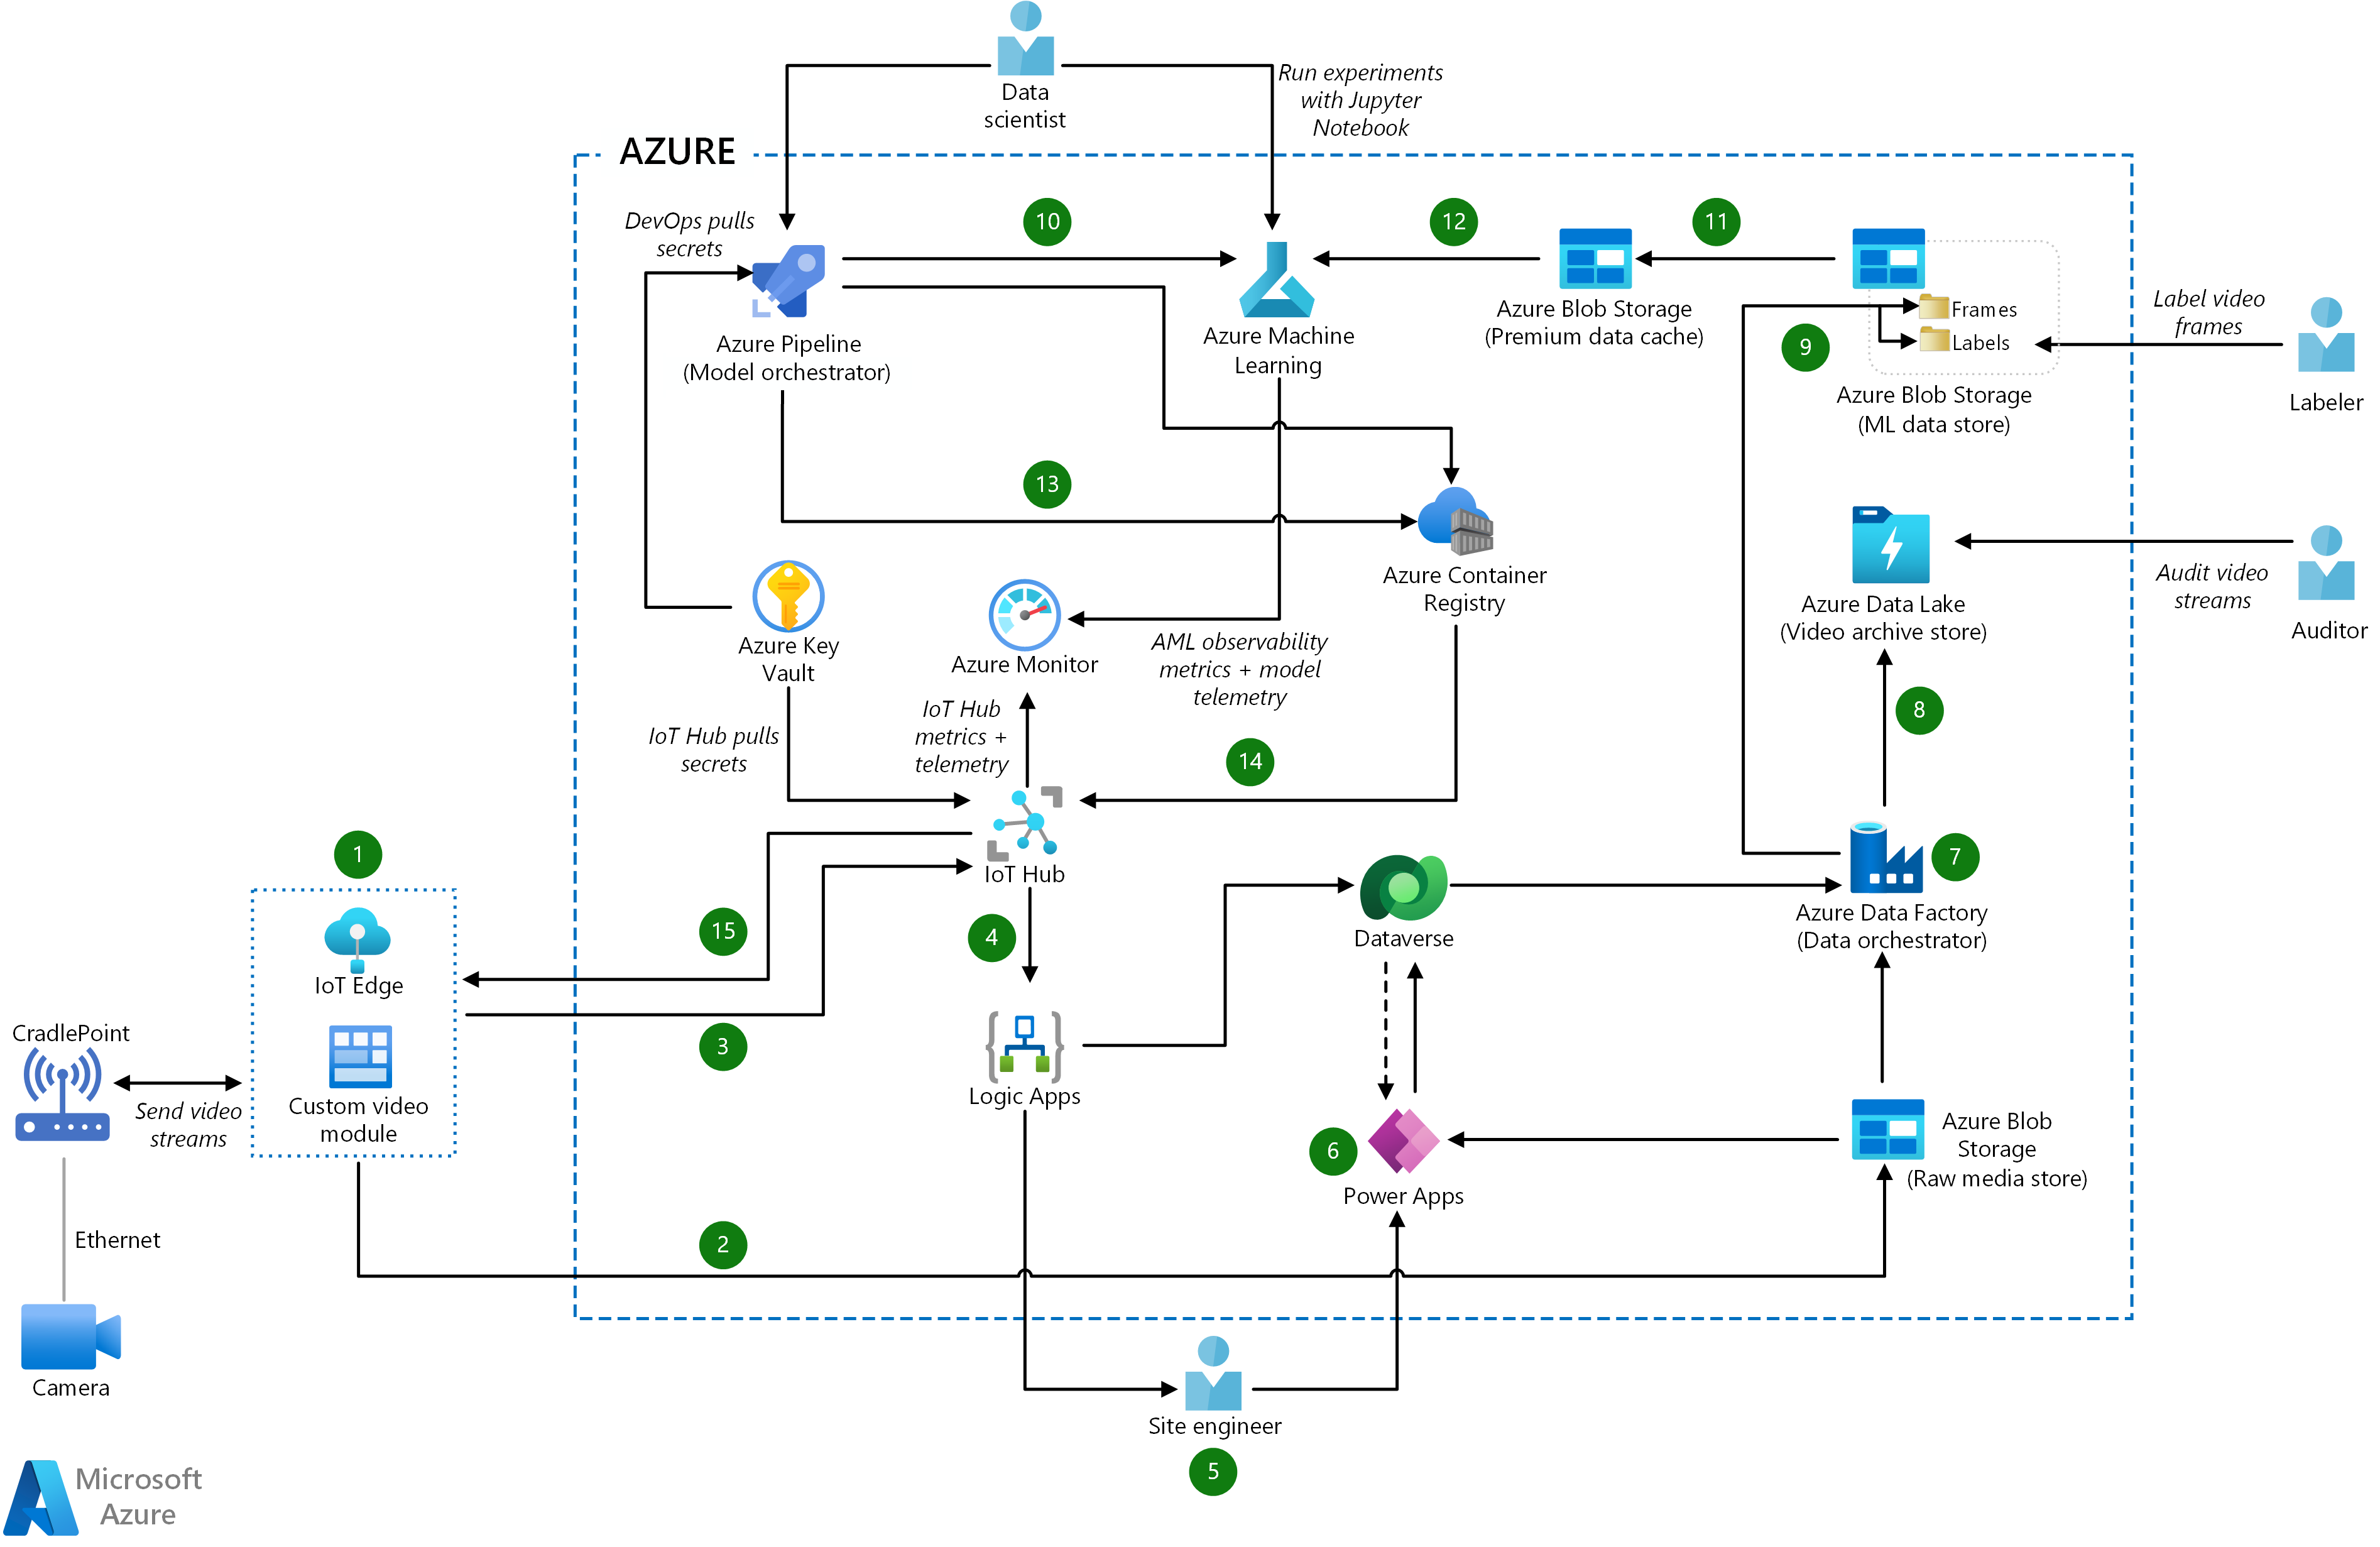 Data
scientist
Run experiments
with Jupyter
Notebook
AZURE
DevOps pulls
secrets
10
12
11
Azure Pipeline
(Model orchestrator)
Azure Machine
Learning
Azure Blob Storage
(Premium data cache)
Frames
Labels
9
Azure Blob Storage
(ML data store)
Label video
frames
Labeler
13
Azure Container
Registry
Azure Data Lake
(Video archive store)
Audit video
streams
Auditor
Azure Key
Vault
Azure Monitor
AML observability
metrics + model
telemetry
IoT Hub pulls
secrets
IoT Hub
metrics +
telemetry
14
8
IoT Hub
1
IoT Edge
Custom video
module
15
3
4
Dataverse
7
Azure Data Factory
(Data orchestrator)
CradlePoint
Send video
streams
Logic Apps
6
Power Apps
Azure Blob
Storage
(Raw media store)
Ethernet
2
Camera
Site engineer
5
Microsoft
Azure